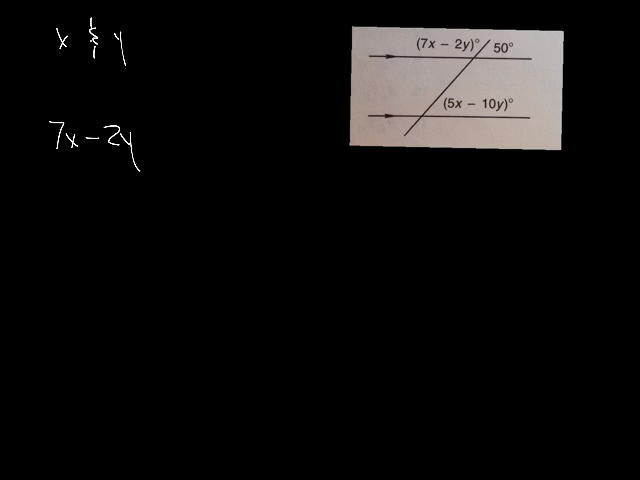 x & y
(7x − 2y)° 50°
(5x − 10y)°
7x − 2y